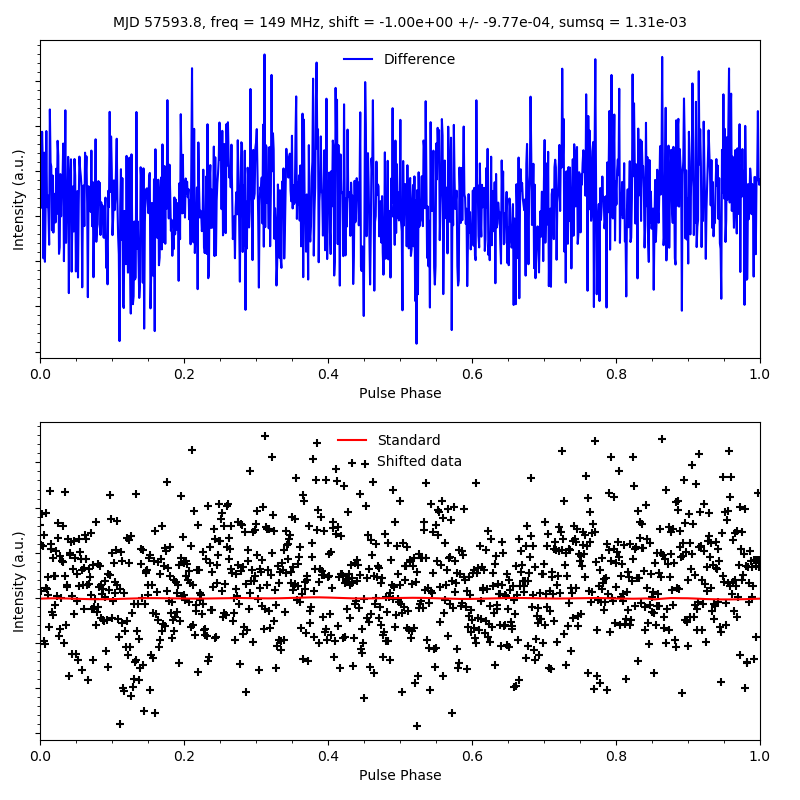 MJD 57593.8, freq = 149 MHz, shift = -1.00e+00 +/- -9.77e-04, sumsq = 1.31e-03
Difference
Intensity (a.u.)
0.0 0.2 0.4 0.6 0.8 1.0
Pulse Phase
Standard
Shifted data
Intensity (a.u.)
0.0 0.2 0.4 0.6 0.8 1.0
Pulse Phase